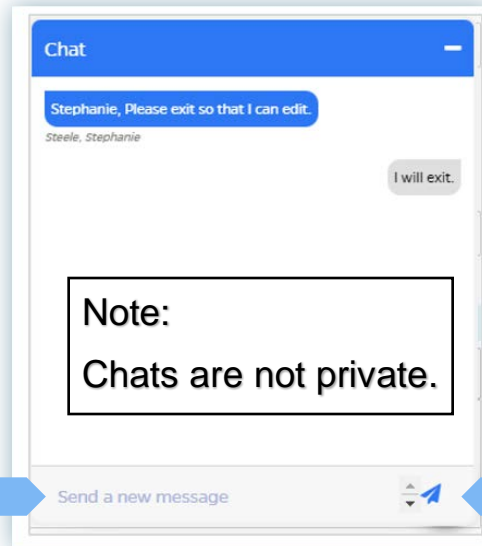 Chat
Stephanie, Please exit so that I can edit.
Steele, Stephanie
I will exit.
Note:
Chats are not private.
Send a new message